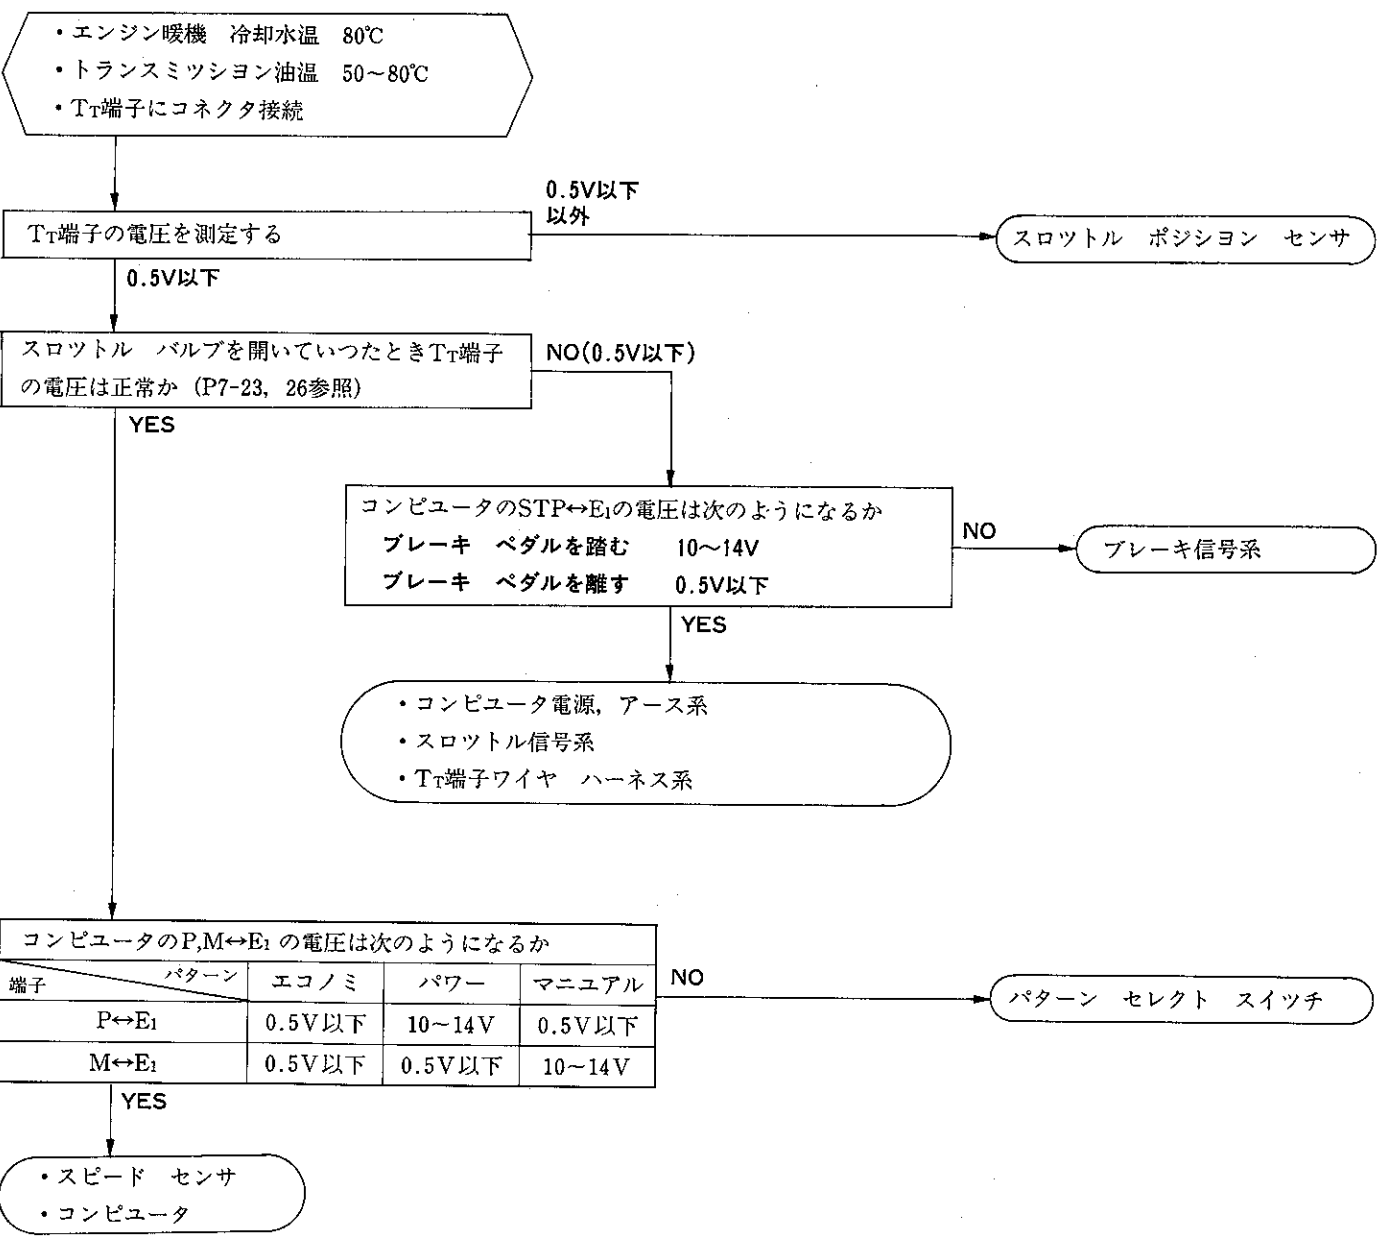 ・エンジン暖機　冷却水温　80℃
・トランスミツシヨン油温　50～80℃
・TT端子にコネクタ接続
0.5V以下
以外
TT端子の電圧を測定する
スロツトル　ポジシヨン　センサ
0.5V以下
スロツトル　バルブを開いていつたときTT端子
の電圧は正常か（P7-23，26参照）
NO(0.5V以下)
YES
コンピユータのSTP↔E1の電圧は次のようになるか
ブレーキ　ペダルを踏む　10～14V
ブレーキ　ペダルを離す　0.5V以下
NO
ブレーキ信号系
YES
・コンピユータ電源，アース系
・スロツトル信号系
・TT端子ワイヤ　ハーネス系
コンピユータのP,M↔E1 の電圧は次のようになるか
端子　パターン　エコノミ　パワー　マニユアル
P↔E1　0.5V以下　10～14V　0.5V以下
M↔E1　0.5V以下　0.5V以下　10～14V
NO
パターン　セレクト　スイツチ
YES
・スピード　センサ
・コンピユータ